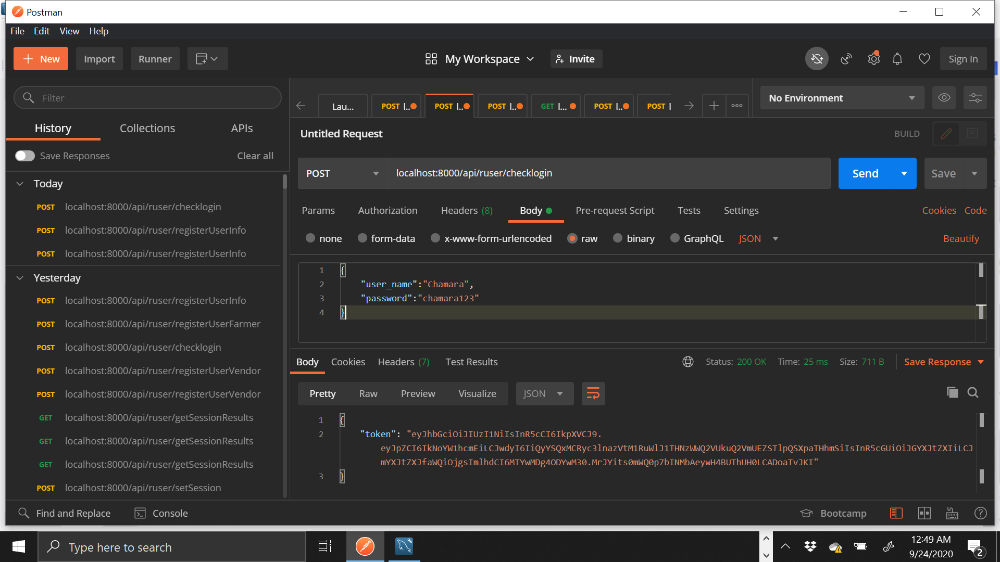 Postman
File Edit View Help
New Import Runner My Workspace Invite Sign In
Filter
Lau... POST l.. POST l.. POST l.. GET l... POST l.. POST l
No Environment
History Collections APIs
Save Responses Clear all
Today
POST localhost:8000/api/ruser/checklogin
POST localhost:8000/api/ruser/registerUserInfo
POST localhost:8000/api/ruser/registerUserInfo
Yesterday
POST localhost:8000/api/ruser/registerUserInfo
POST localhost:8000/api/ruser/registerUserFarmer
POST localhost:8000/api/ruser/checklogin
POST localhost:8000/api/ruser/registerUserVendor
POST localhost:8000/api/ruser/registerUserVendor
GET localhost:8000/api/ruser/getSessionResults
GET localhost:8000/api/ruser/getSessionResults
GET localhost:8000/api/ruser/getSessionResults
POST localhost:8000/api/ruser/setSession
Untitled Request BUILD
POST localhost:8000/api/ruser/checklogin Send Save
Params Authorization Headers (8) Body Pre-request Script Tests Settings Cookies Code
none form-data x-www-form-urlencoded raw binary GraphQL JSON Beautify
1 {
2 "user_name":"Chamara",
3 "password":"chamara123"
4 }
Body Cookies Headers (7) Test Results Status: 200 OK Time: 25 ms Size: 711 B Save Response
Pretty Raw Preview Visualize JSON
1 {
2 "token": "eyJhbGciOiJIUzI1NiIsInR5cCI6IkpXVCJ9.
eyJpZCI6IkNoYW1hcmEiLCJwdyI6IiQyYSQxMCRyc3lnazVtM1RuWlJ1THNzWWQ2VUkuQ2VmUEZSTlpQSXpaTHhmSiIsInR5cGUiOiJGYXJtZXIiLCJ
mYXJtZXJfaWQiOjgsImlhdCI6MTYwMDg4ODYwM30.MrJYits0mWQ0p7bINMbAeywH4BUThUH0LCADoaTvJKI"
3 }
Find and Replace Console Bootcamp
Type here to search
12:49 AM
9/24/2020
2